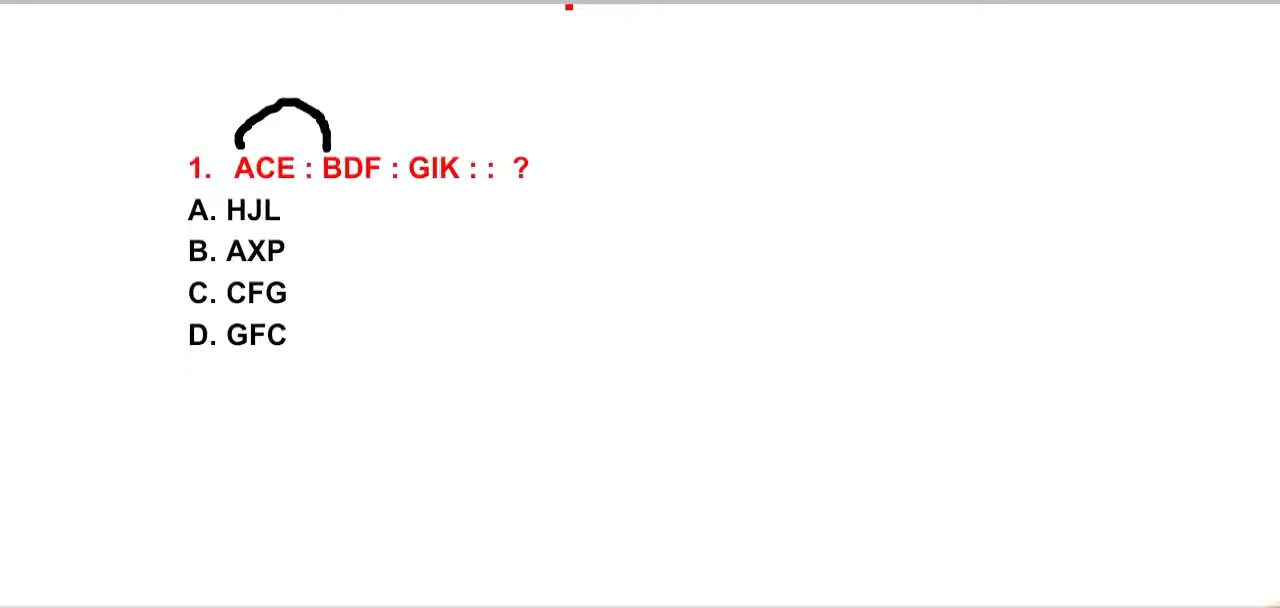 1. ACE : BDF : GIK : : ?
A. HJL
B. AXP
C. CFG
D. GFC